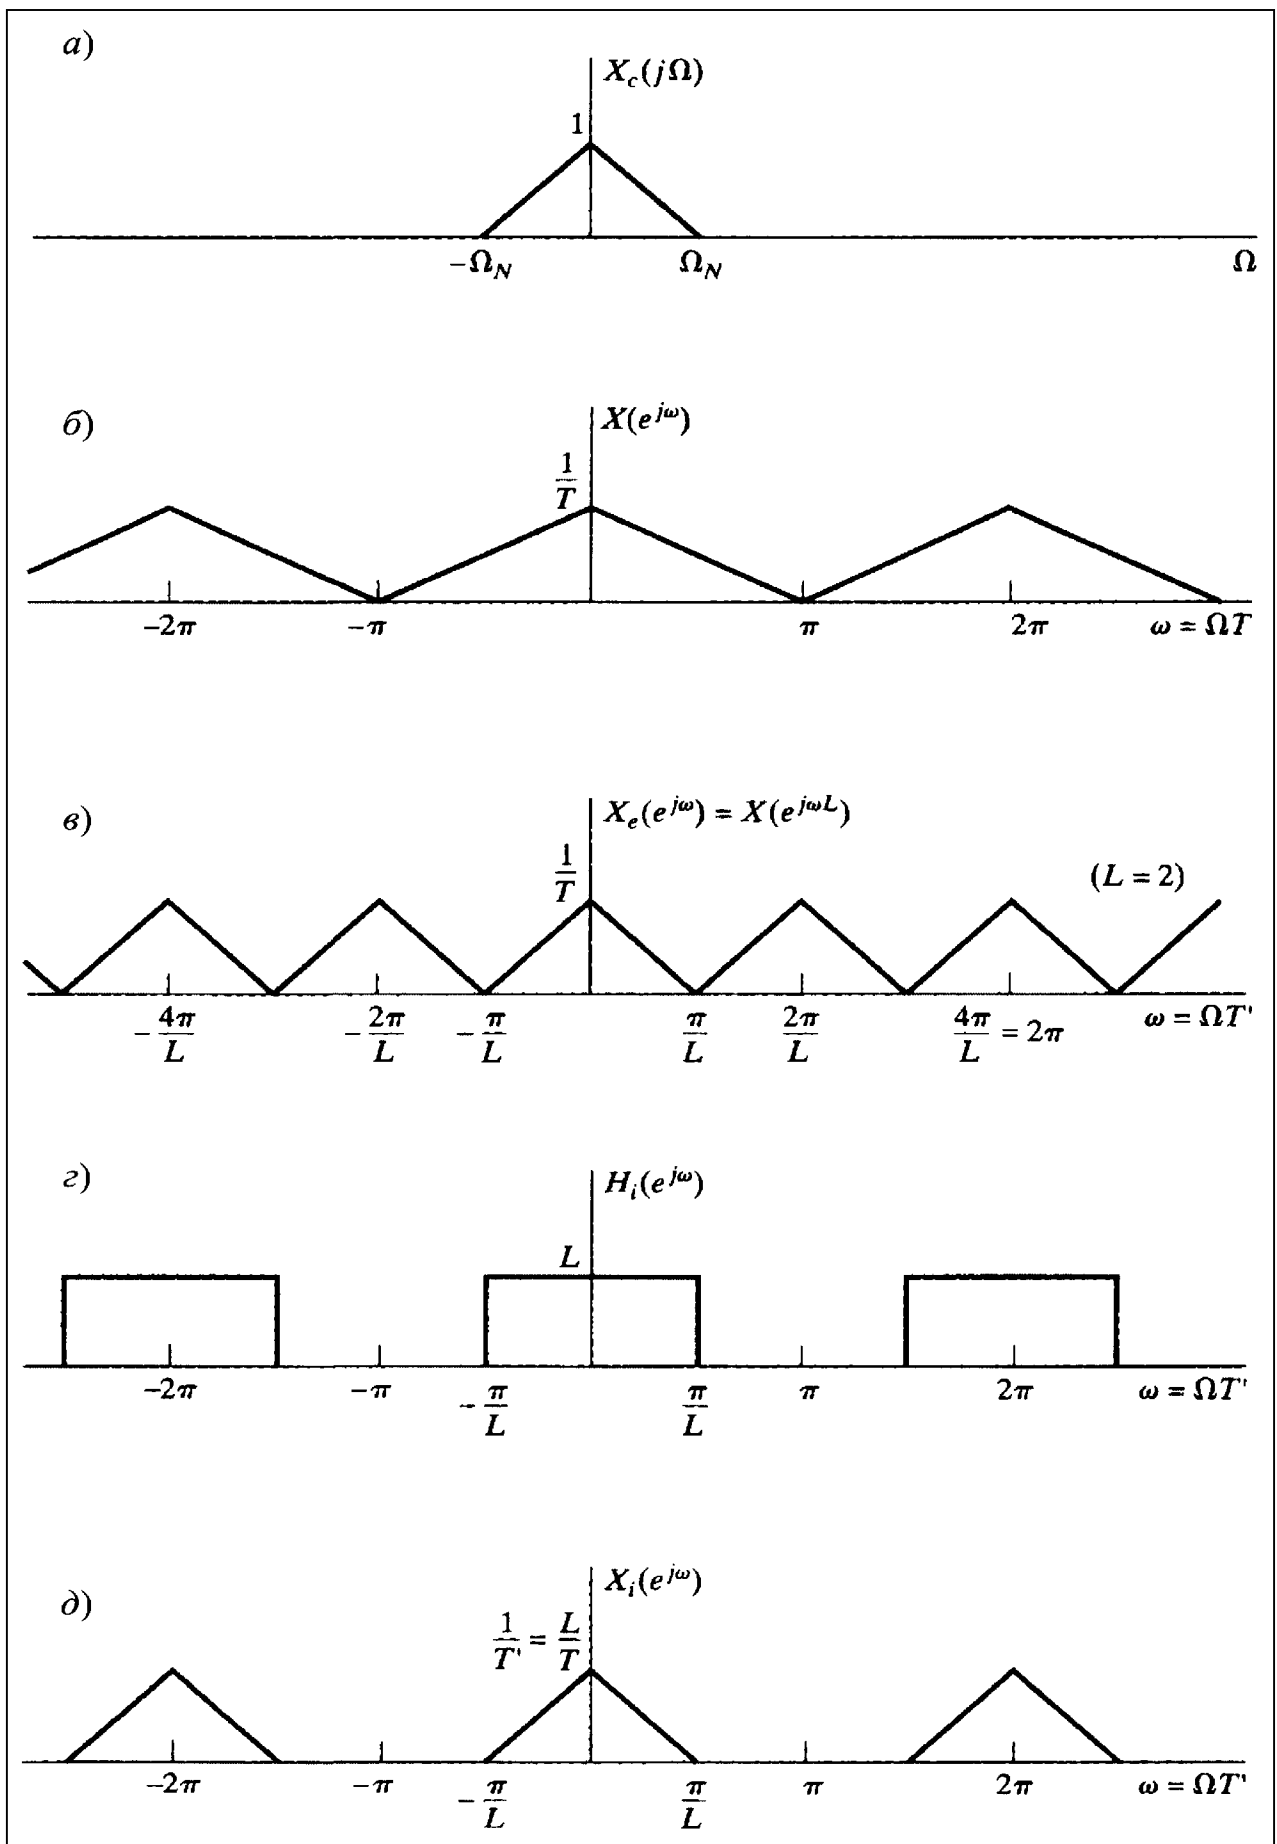 а)
X_c(jΩ)
1
−Ω_N Ω_N Ω
б)
X(e^{jω})
1/T
−2π −π π 2π ω = ΩT
в)
X_e(e^{jω}) = X(e^{jωL})
1/T
(L = 2)
−4π/L −2π/L −π/L π/L 2π/L 4π/L = 2π ω = ΩT'
г)
H_i(e^{jω})
L
−2π −π −π/L π/L π 2π ω = ΩT'
д)
X_i(e^{jω})
1/T' = L/T
−2π −π −π/L π/L π 2π ω = ΩT'